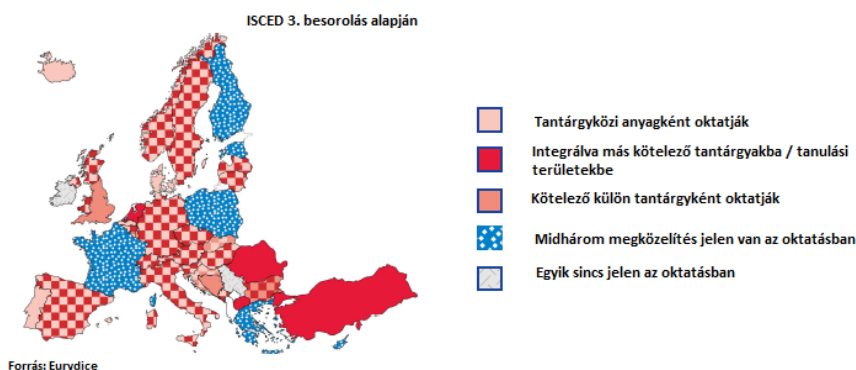 ISCED 3. besorolás alapján
Tantárgyközi anyagként oktatják
Integrálva más kötelező tantárgyakba / tanulási
területekbe
Kötelező külön tantárgyként oktatják
Midhárom megközelítés jelen van az oktatásban
Egyik sincs jelen az oktatásban
Forrás: Eurydice